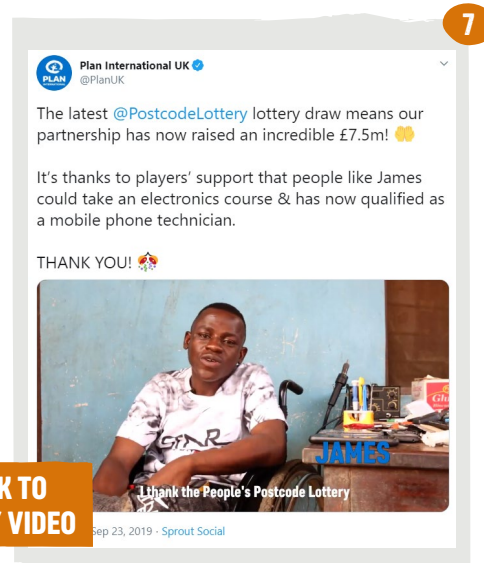 7
Plan International UK
@PlanUK
PLAN
The latest @PostcodeLottery lottery draw means our
partnership has now raised an incredible £7.5m!
It's thanks to players' support that people like James
could take an electronics course & has now qualified as
a mobile phone technician.
THANK YOU!
JAMES
I thank the People's Postcode Lottery
K TO
VIDEO
Sep 23, 2019 · Sprout Social